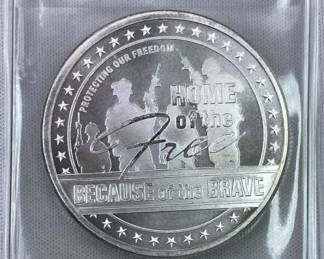 PROTECTING OUR FREEDOM
HOME
of the
Free
BECAUSE of the BRAVE